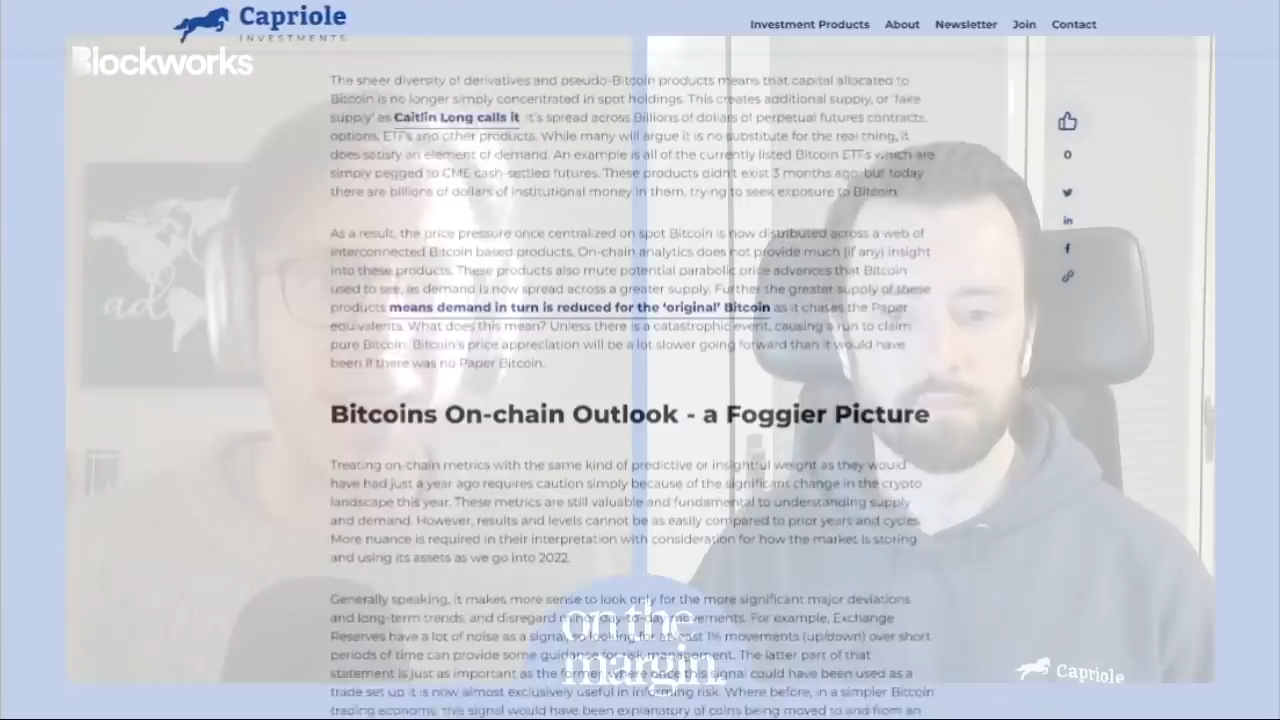 Capriole
INVESTMENTS
Investment Products About Newsletter Join Contact
Blockworks
The sheer diversity of derivatives and pseudo-Bitcoin products means that capital allocated to
Bitcoin is no longer simply concentrated in spot holdings. This creates additional supply, or 'fake
supply' as Caitlin Long calls it. It's spread across Billions of dollars of perpetual futures contracts,
options, ETFs and other products. While many will argue it is no substitute for the real thing, it
does satisfy an element of demand. An example is all of the currently listed Bitcoin ETFs which are
simply pegged to CME cash-settled futures. These products didn't exist 3 months ago, but today
there are billions of dollars of institutional money in them, trying to seek exposure to Bitcoin.
As a result, the price pressure once centralized on spot Bitcoin is now distributed across a web of
interconnected Bitcoin based products. On-chain analytics does not provide much (if any) insight
into these products. These products also mute potential parabolic price advances that Bitcoin
used to see, as demand is now spread across a greater supply. Further the greater supply of these
products means demand in turn is reduced for the 'original' Bitcoin as it chases the Paper
equivalents. What does this mean? Unless there is a catastrophic event, causing a run to claim
pure Bitcoin. Bitcoin's price appreciation will be a lot slower going forward than it would have
been if there was no Paper Bitcoin.
Bitcoins On-chain Outlook - a Foggier Picture
Treating on-chain metrics with the same kind of predictive or insightful weight as they would
have had just a year ago requires caution simply because of the significant change in the crypto
landscape this year. These metrics are still valuable and fundamental to understanding supply
and demand. However, results and levels cannot be as easily compared to prior years and cycles.
More nuance is required in their interpretation with consideration for how the market is storing
and using its assets as we go into 2022.
Generally speaking, it makes more sense to look only for the more significant major deviations
and long-term trends, and disregard most day-to-day movements. For example, Exchange
Reserves have a lot of noise as a signal, so looking for at least 1% movements (up/down) over short
periods of time can provide some guidance for risk management. The latter part of that
statement is just as important as the former, where once this signal could have been used as a
trade set up it is now almost exclusively useful in informing risk. Where before, in a simpler Bitcoin
trading economy, this signal would have been explanatory of coins being moved to and from an
0
in
f
ad
on the
margin.
Capriole